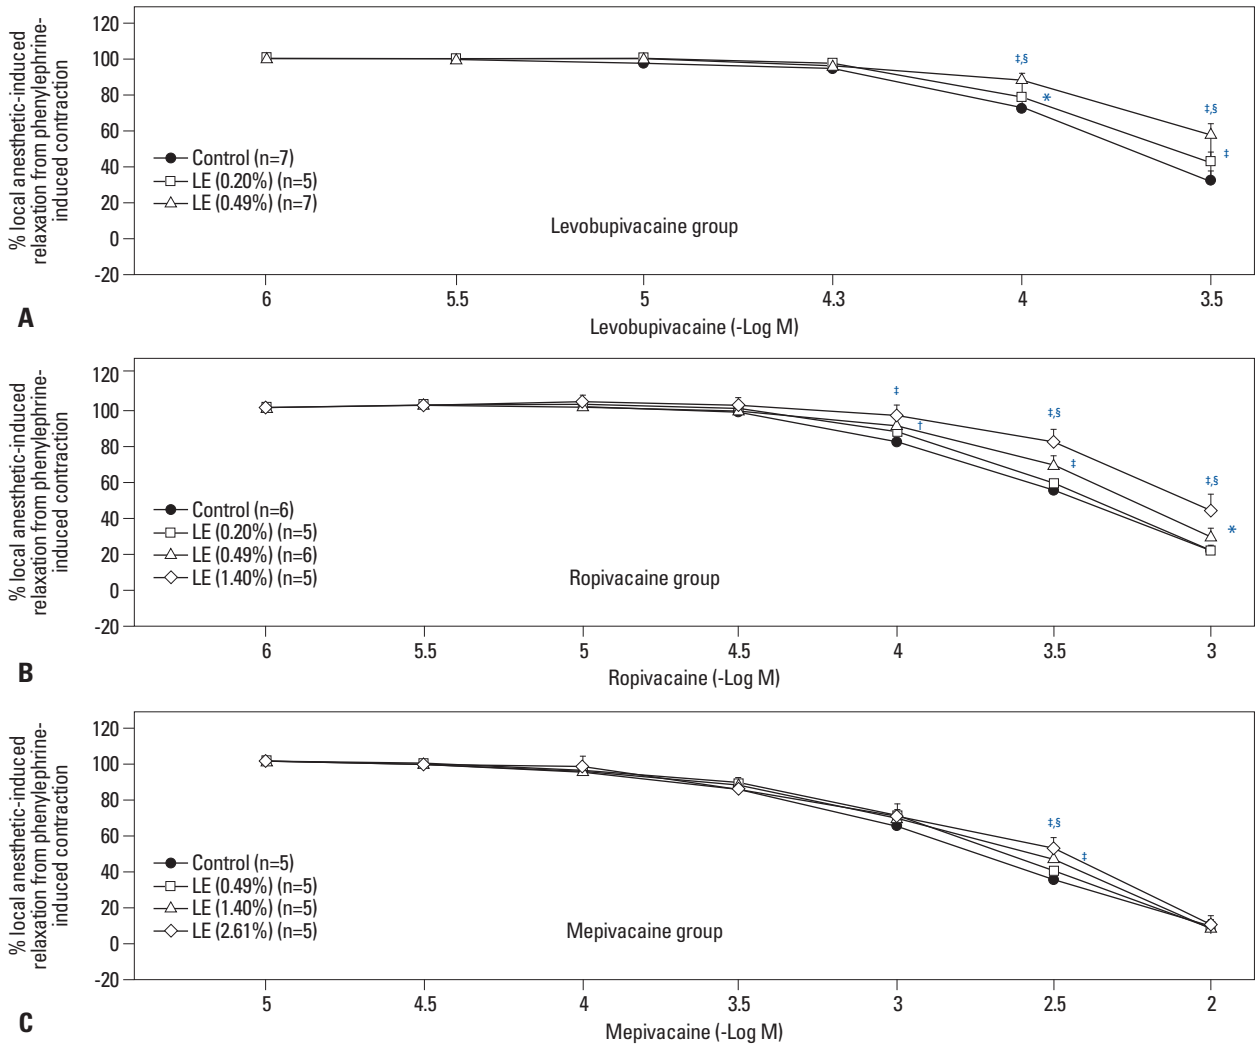 % local anesthetic-induced
relaxation from phenylephrine-
induced contraction
120
100
80
60
40
20
0
-20
‡,§
*
‡,§
‡
Control (n=7)
LE (0.20%) (n=5)
LE (0.49%) (n=7)
Levobupivacaine group
6 5.5 5 4.3 4 3.5
Levobupivacaine (-Log M)
A
% local anesthetic-induced
relaxation from phenylephrine-
induced contraction
120
100
80
60
40
20
0
-20
‡
†
‡,§
‡
‡,§
*
Control (n=6)
LE (0.20%) (n=5)
LE (0.49%) (n=6)
LE (1.40%) (n=5)
Ropivacaine group
6 5.5 5 4.5 4 3.5 3
Ropivacaine (-Log M)
B
% local anesthetic-induced
relaxation from phenylephrine-
induced contraction
120
100
80
60
40
20
0
-20
‡,§
‡
Control (n=5)
LE (0.49%) (n=5)
LE (1.40%) (n=5)
LE (2.61%) (n=5)
Mepivacaine group
5 4.5 4 3.5 3 2.5 2
Mepivacaine (-Log M)
C